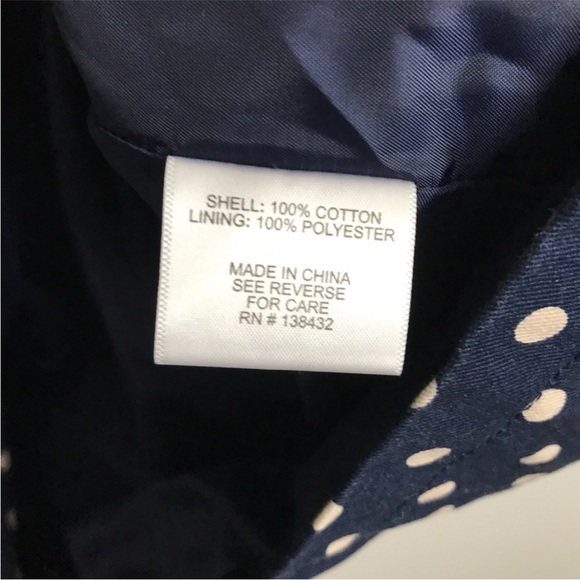 SHELL: 100% COTTON
LINING: 100% POLYESTER
MADE IN CHINA
SEE REVERSE
FOR CARE
RN # 138432